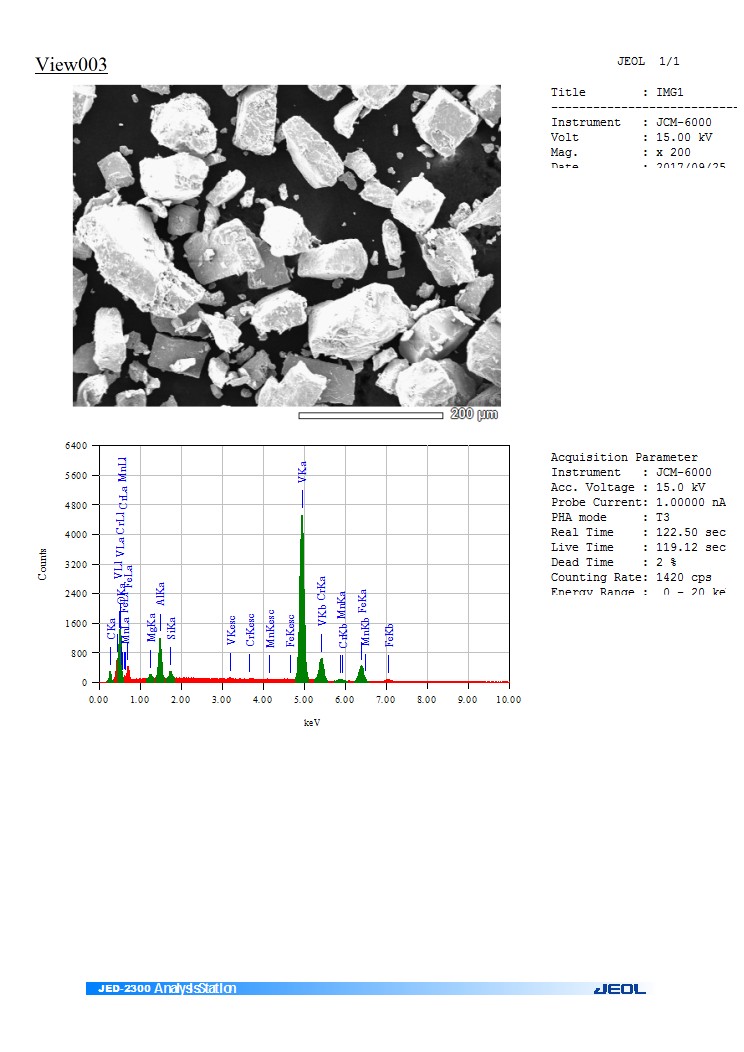 View003
JEOL 1/1
Title : IMG1
---------------------------
Instrument : JCM-6000
Volt : 15.00 kV
Mag. : x 200
Date : 2017/09/25
200 µm
6400
5600
4800
4000
3200
2400
1600
800
0
Counts
CKa
OKa
VLl VLa CrLl CrLa MnLl
MnLa FeLl FeLa
MgKa
AlKa
SiKa
VKesc
CrKesc
MnKesc
FeKesc
VKa
VKb CrKa
CrKb MnKa
MnKb FeKa
FeKb
0.00 1.00 2.00 3.00 4.00 5.00 6.00 7.00 8.00 9.00 10.00
keV
Acquisition Parameter
Instrument : JCM-6000
Acc. Voltage : 15.0 kV
Probe Current: 1.00000 nA
PHA mode : T3
Real Time : 122.50 sec
Live Time : 119.12 sec
Dead Time : 2 %
Counting Rate: 1420 cps
Energy Range : 0 - 20 ke
JED-2300 AnalysisStation
JEOL